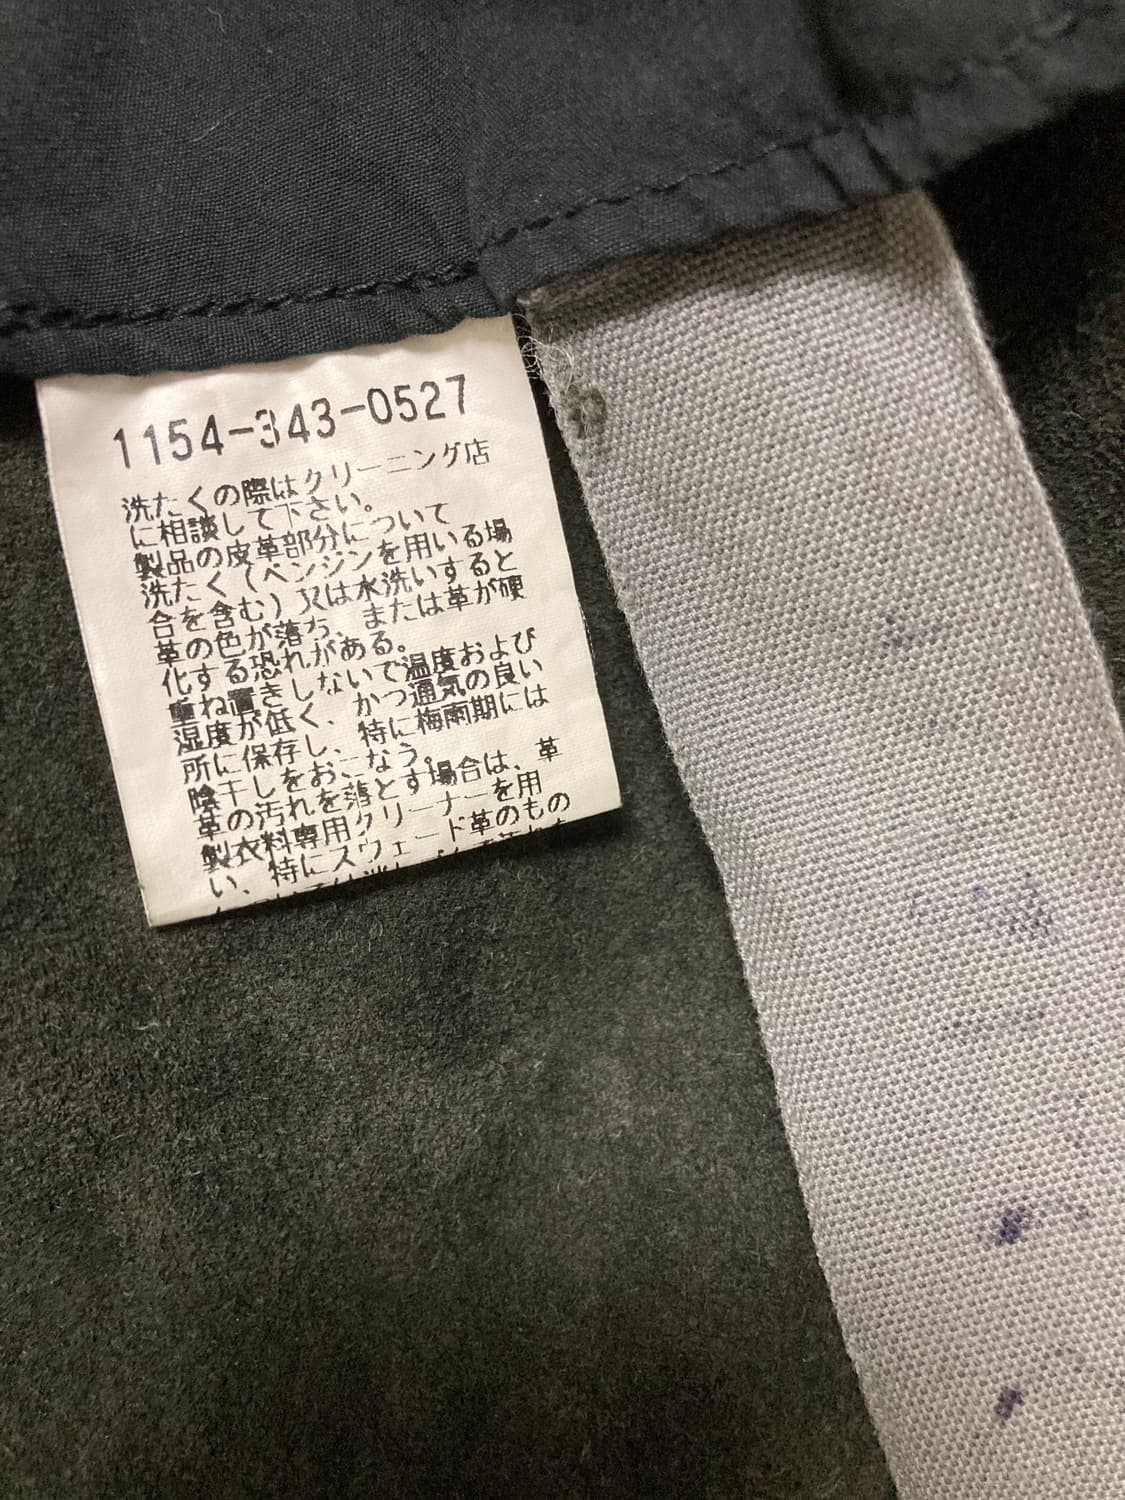 1154-343-0527
洗たくの際はクリーニング店
に相談して下さい。
製品の皮革部分について
洗たく(ベンジンを用いる場
合を含む)又は水洗いすると
革の色が落ち、または革が硬
化する恐れがある。
重ね置きしないで温度および
湿度が低く、かつ通気の良い
所に保存し、特に梅雨期には
陰干しをおこなう。
革の汚れを落とす場合は、革
製衣料専用クリーナーを用
い、特にスウェード革のもの